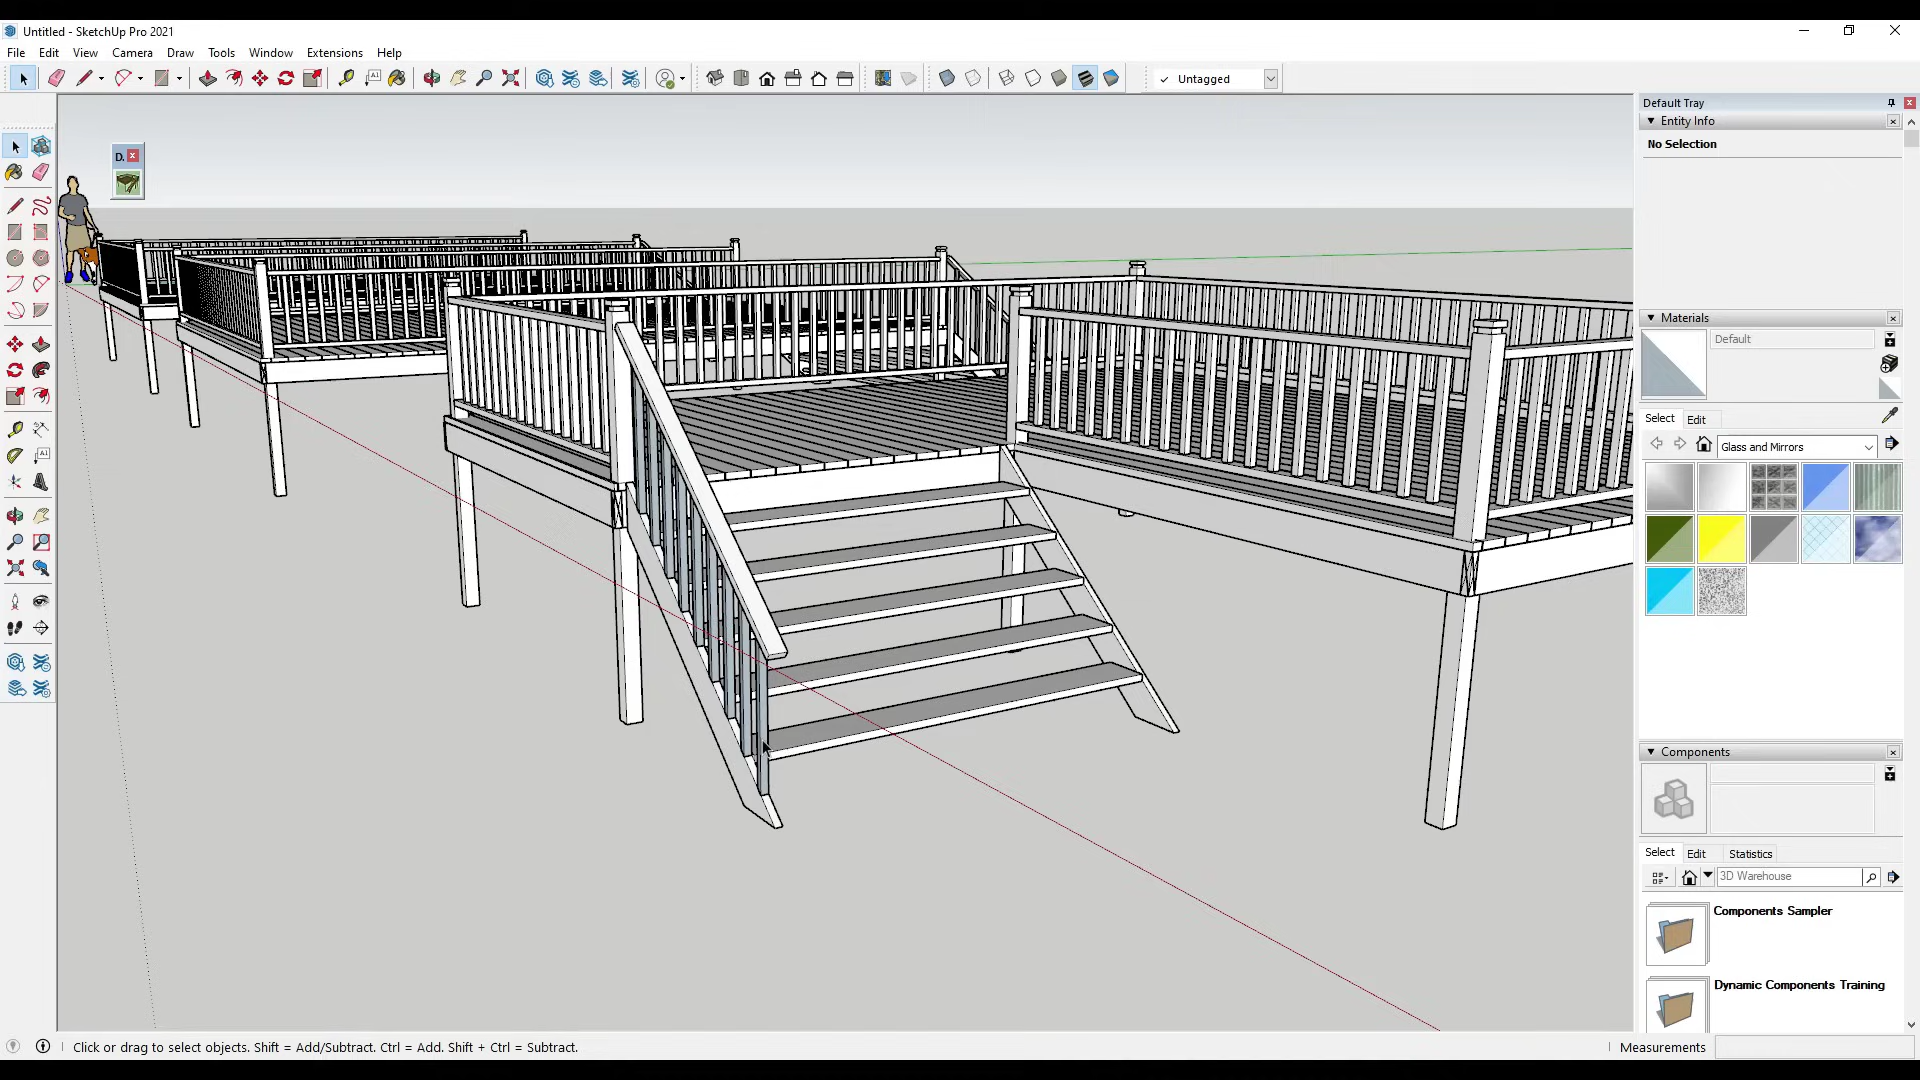 Untitled - SketchUp Pro 2021
File Edit View Camera Draw Tools Window Extensions Help
A1
Untagged
Default Tray
Entity Info
No Selection
D.
Materials
Default
A1
Select Edit
Glass and Mirrors
Components
Select Edit Statistics
3D Warehouse
Components Sampler
Dynamic Components Training
Click or drag to select objects. Shift = Add/Subtract. Ctrl = Add. Shift + Ctrl = Subtract.
Measurements